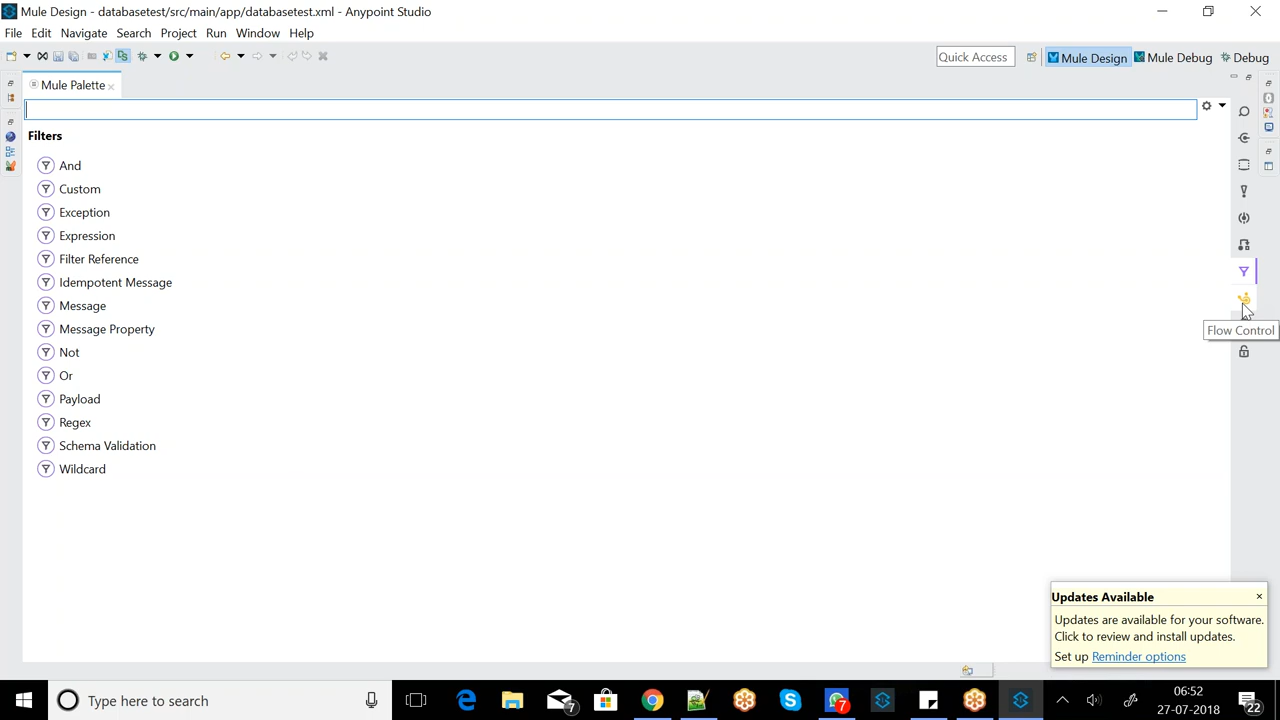 Mule Design - databasetest/src/main/app/databasetest.xml - Anypoint Studio
File Edit Navigate Search Project Run Window Help
Quick Access Mule Design Mule Debug Debug
Mule Palette
Filters
And
Custom
Exception
Expression
Filter Reference
Idempotent Message
Message
Message Property
Flow Control
Not
Or
Payload
Regex
Schema Validation
Wildcard
Updates Available
Updates are available for your software.
Click to review and install updates.
Set up Reminder options
Type here to search
7
7
06:52
27-07-2018
22